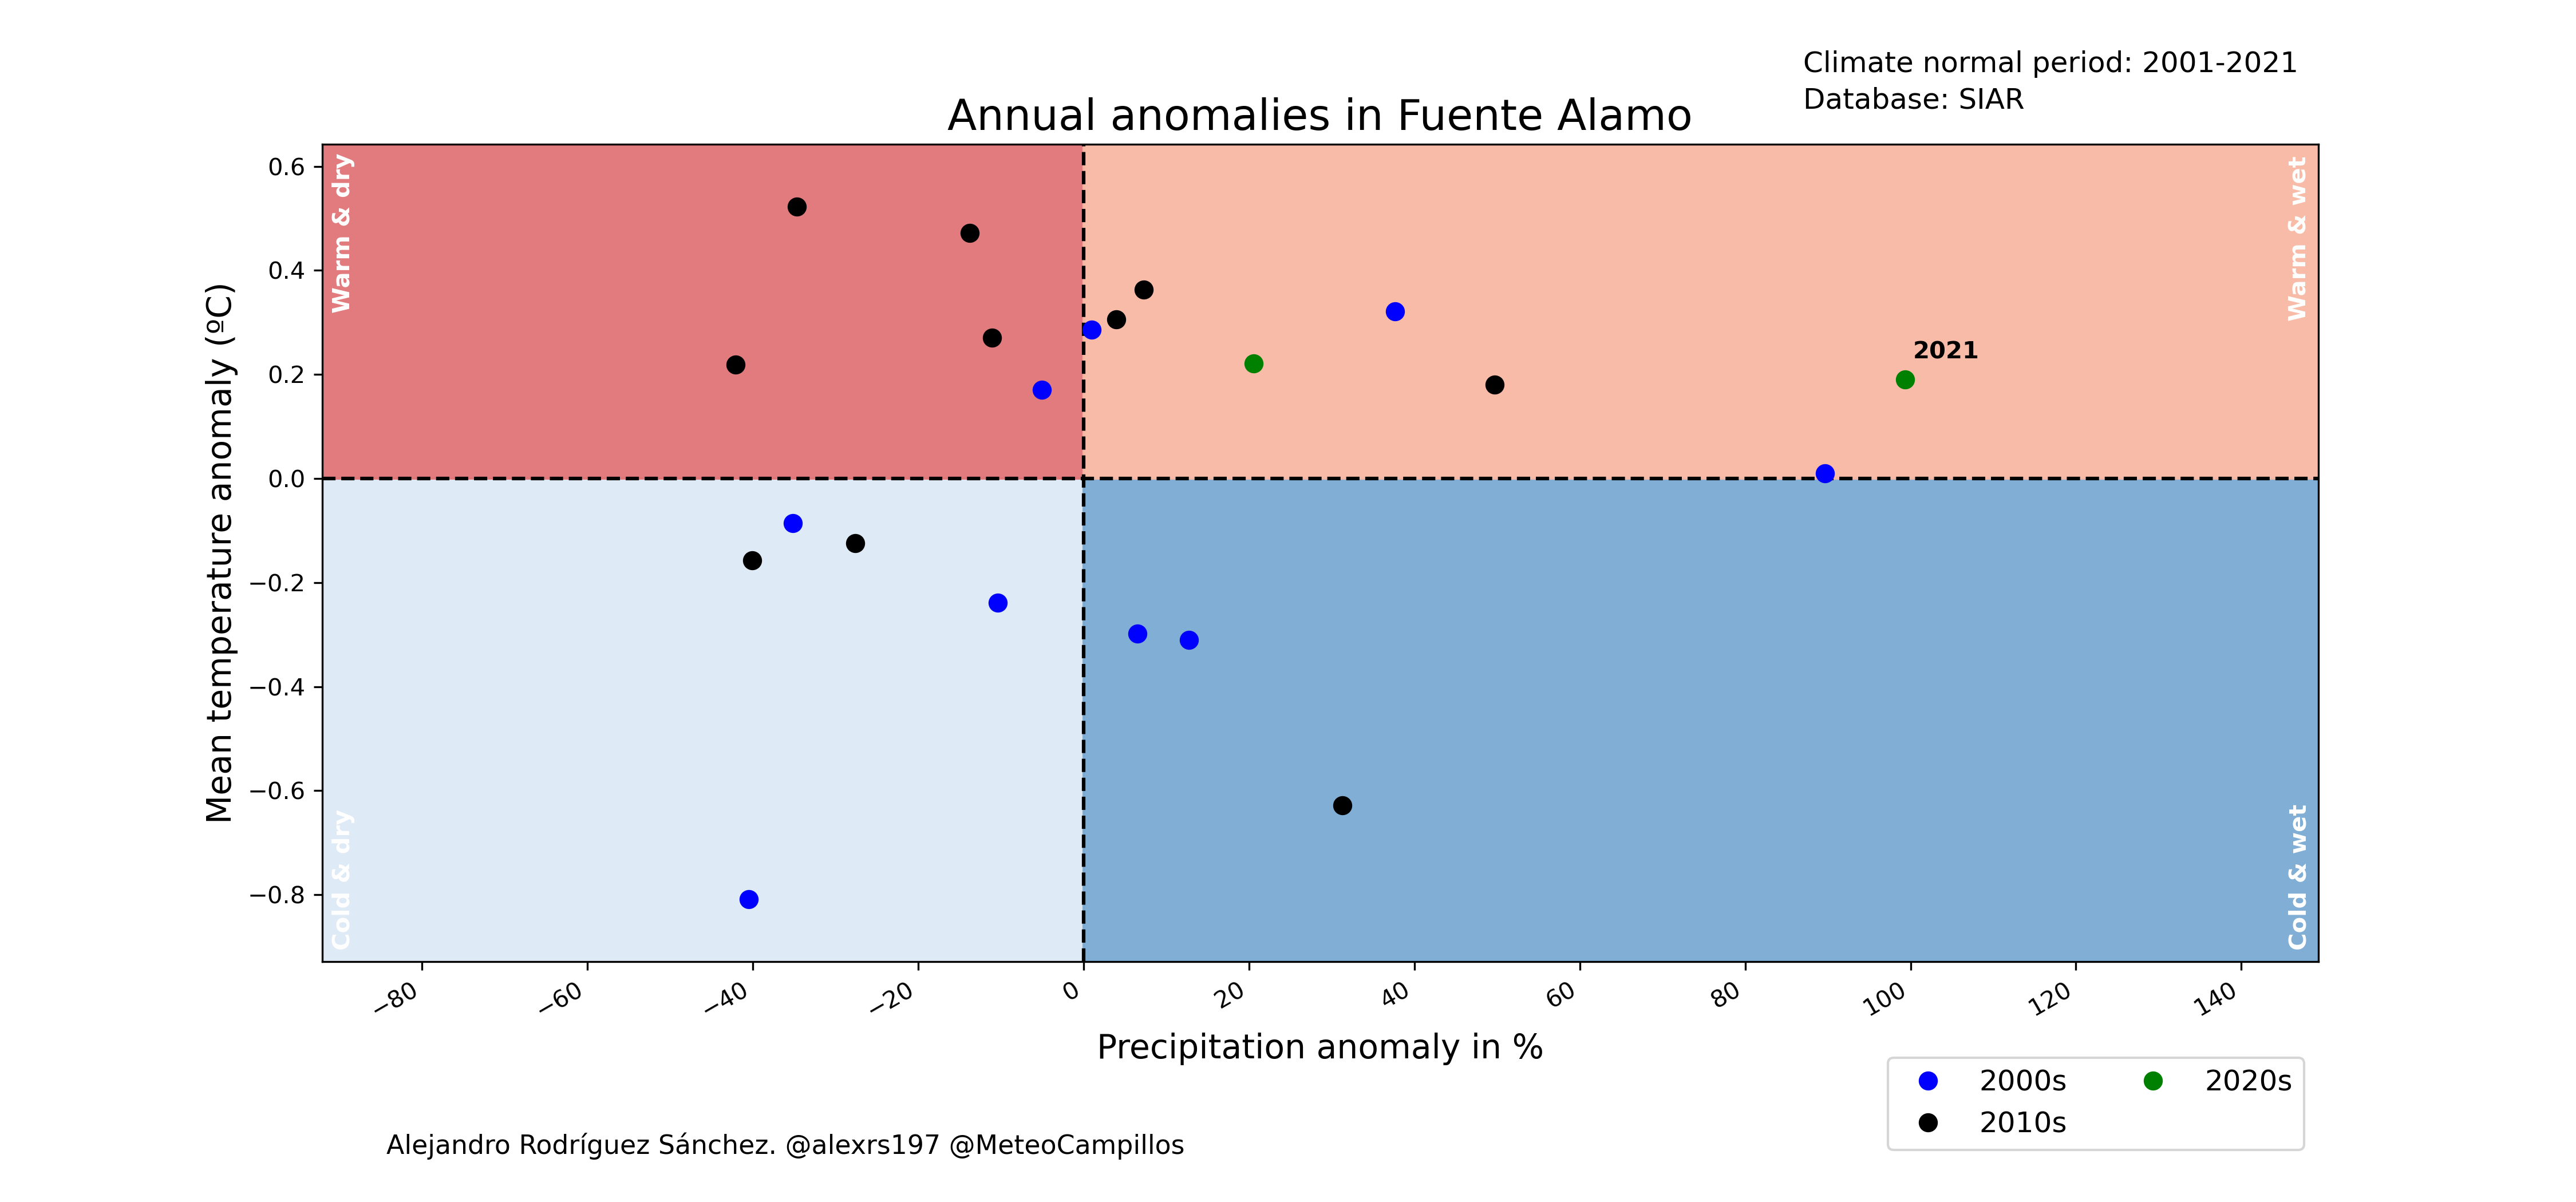 Climate normal period: 2001-2021
Database: SIAR
Annual anomalies in Fuente Alamo
Warm & dry
Warm & wet
2021
Cold & dry
Cold & wet
Mean temperature anomaly (ºC)
0.6
0.4
0.2
0.0
−0.2
−0.4
−0.6
−0.8
−80 −60 −40 −20 0 20 40 60 80 100 120 140
Precipitation anomaly in %
2000s 2020s
2010s
Alejandro Rodríguez Sánchez. @alexrs197 @MeteoCampillos